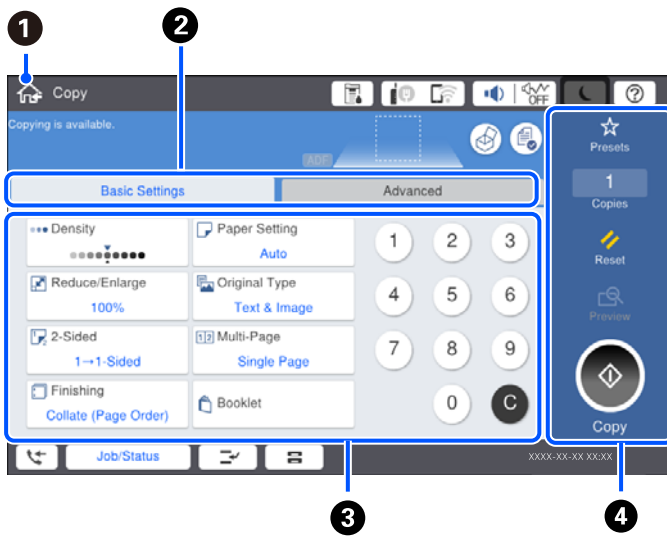 1
2
Copy
OFF
Copying is available.
ADF
Presets
1
Copies
Basic Settings
Advanced
Reset
Density
Paper Setting
Auto
1 2 3
Reduce/Enlarge
100%
Original Type
Text & Image
4 5 6
Preview
2-Sided
1→1-Sided
Multi-Page
Single Page
7 8 9
Finishing
Collate (Page Order)
Booklet
0 C
Copy
Job/Status
XXXX-XX-XX XX:XX
3
4